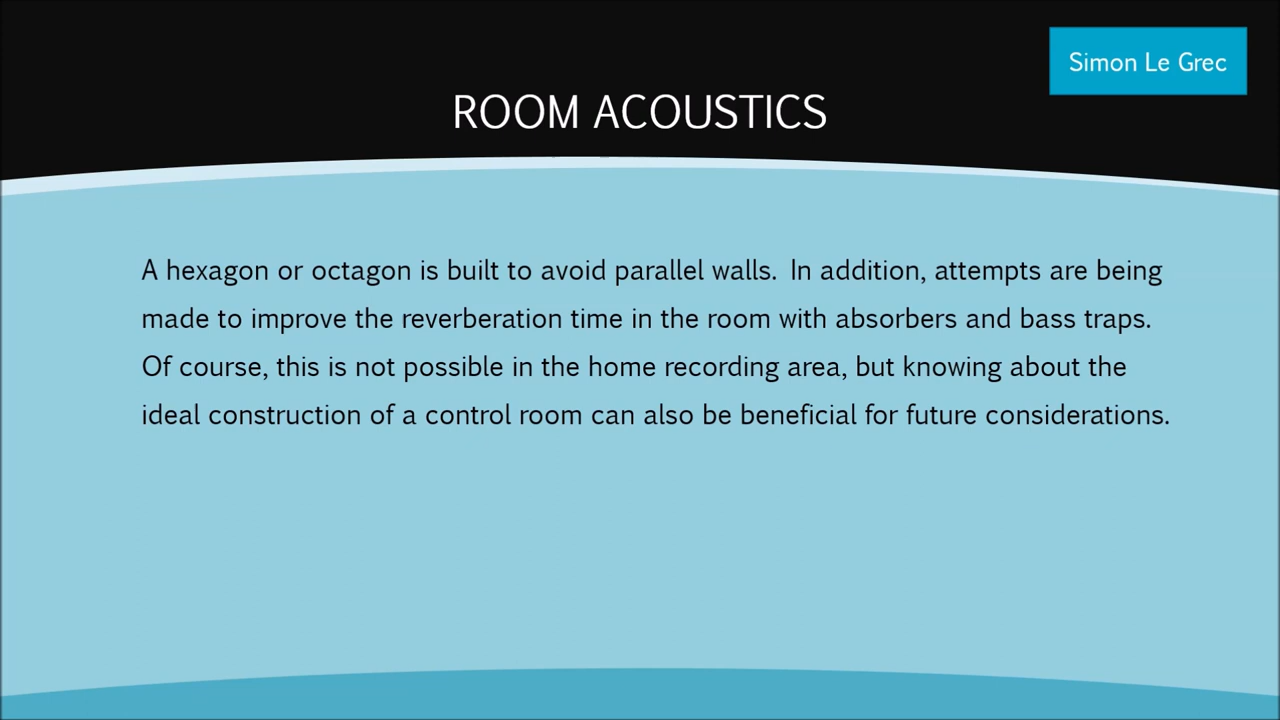 Simon Le Grec
ROOM ACOUSTICS
A hexagon or octagon is built to avoid parallel walls. In addition, attempts are being
made to improve the reverberation time in the room with absorbers and bass traps.
Of course, this is not possible in the home recording area, but knowing about the
ideal construction of a control room can also be beneficial for future considerations.